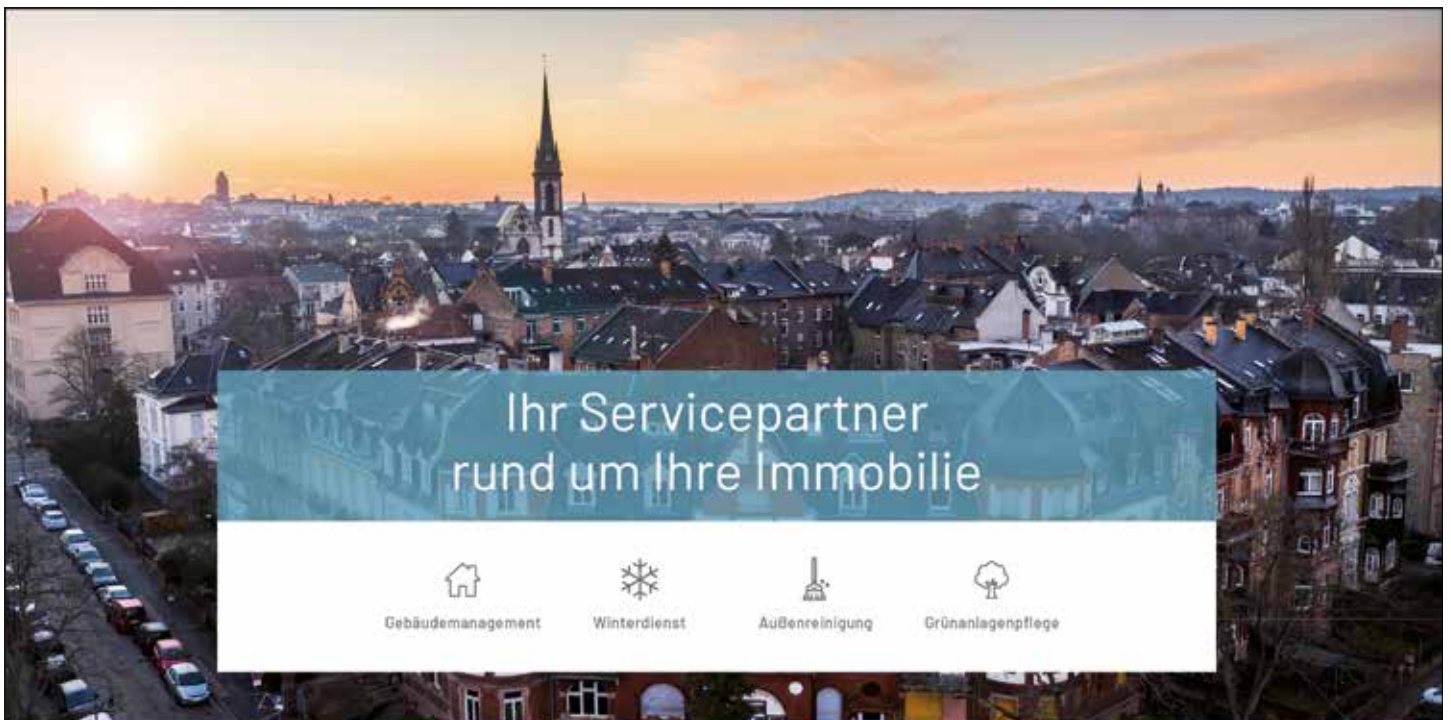 Ihr Servicepartner
rund um Ihre Immobilie
Gebäudemanagement
Winterdienst
Außenreinigung
Grünanlagenpflege